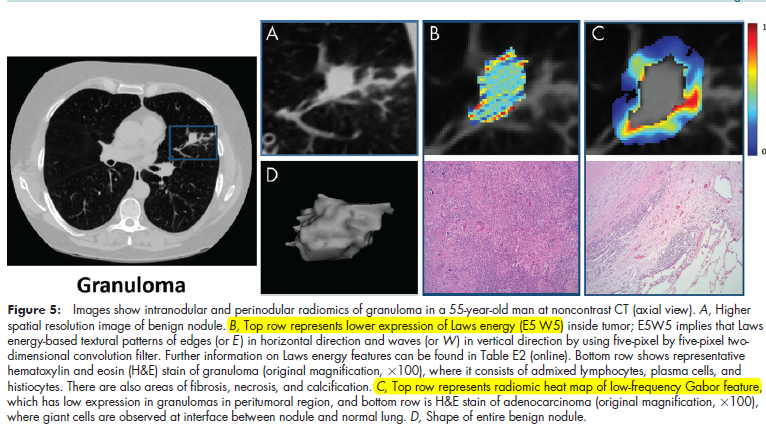 A
B
C
1
0
D
Granuloma
Figure 5: Images show intranodular and perinodular radiomics of granuloma in a 55-year-old man at noncontrast CT (axial view). A, Higher
spatial resolution image of benign nodule. B, Top row represents lower expression of Laws energy (E5 W5) inside tumor; E5W5 implies that Laws
energy-based textural patterns of edges (or E) in horizontal direction and waves (or W) in vertical direction by using five-pixel by five-pixel two-
dimensional convolution filter. Further information on Laws energy features can be found in Table E2 (online). Bottom row shows representative
hematoxylin and eosin (H&E) stain of granuloma (original magnification, ×100), where it consists of admixed lymphocytes, plasma cells, and
histiocytes. There are also areas of fibrosis, necrosis, and calcification. C, Top row represents radiomic heat map of low-frequency Gabor feature,
which has low expression in granulomas in peritumoral region, and bottom row is H&E stain of adenocarcinoma (original magnification, ×100),
where giant cells are observed at interface between nodule and normal lung. D, Shape of entire benign nodule.